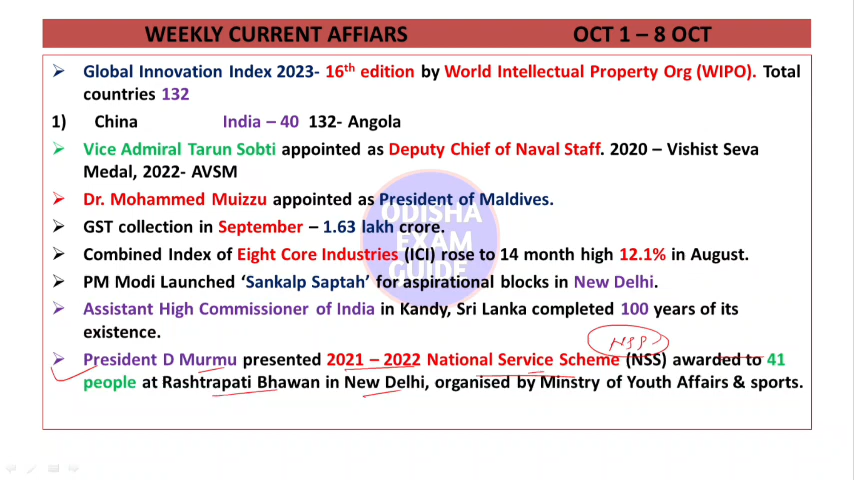 WEEKLY CURRENT AFFIARS OCT 1 – 8 OCT
➢ Global Innovation Index 2023- 16th edition by World Intellectual Property Org (WIPO). Total
countries 132
1) China India – 40 132- Angola
➢ Vice Admiral Tarun Sobti appointed as Deputy Chief of Naval Staff. 2020 – Vishist Seva
Medal, 2022- AVSM
➢ Dr. Mohammed Muizzu appointed as President of Maldives.
➢ GST collection in September – 1.63 lakh crore.
➢ Combined Index of Eight Core Industries (ICI) rose to 14 month high 12.1% in August.
➢ PM Modi Launched ‘Sankalp Saptah’ for aspirational blocks in New Delhi.
➢ Assistant High Commissioner of India in Kandy, Sri Lanka completed 100 years of its
existence.
NSS
➢ President D Murmu presented 2021 – 2022 National Service Scheme (NSS) awarded to 41
people at Rashtrapati Bhawan in New Delhi, organised by Minstry of Youth Affairs & sports.
ODISHA
EXAM
GUIDE